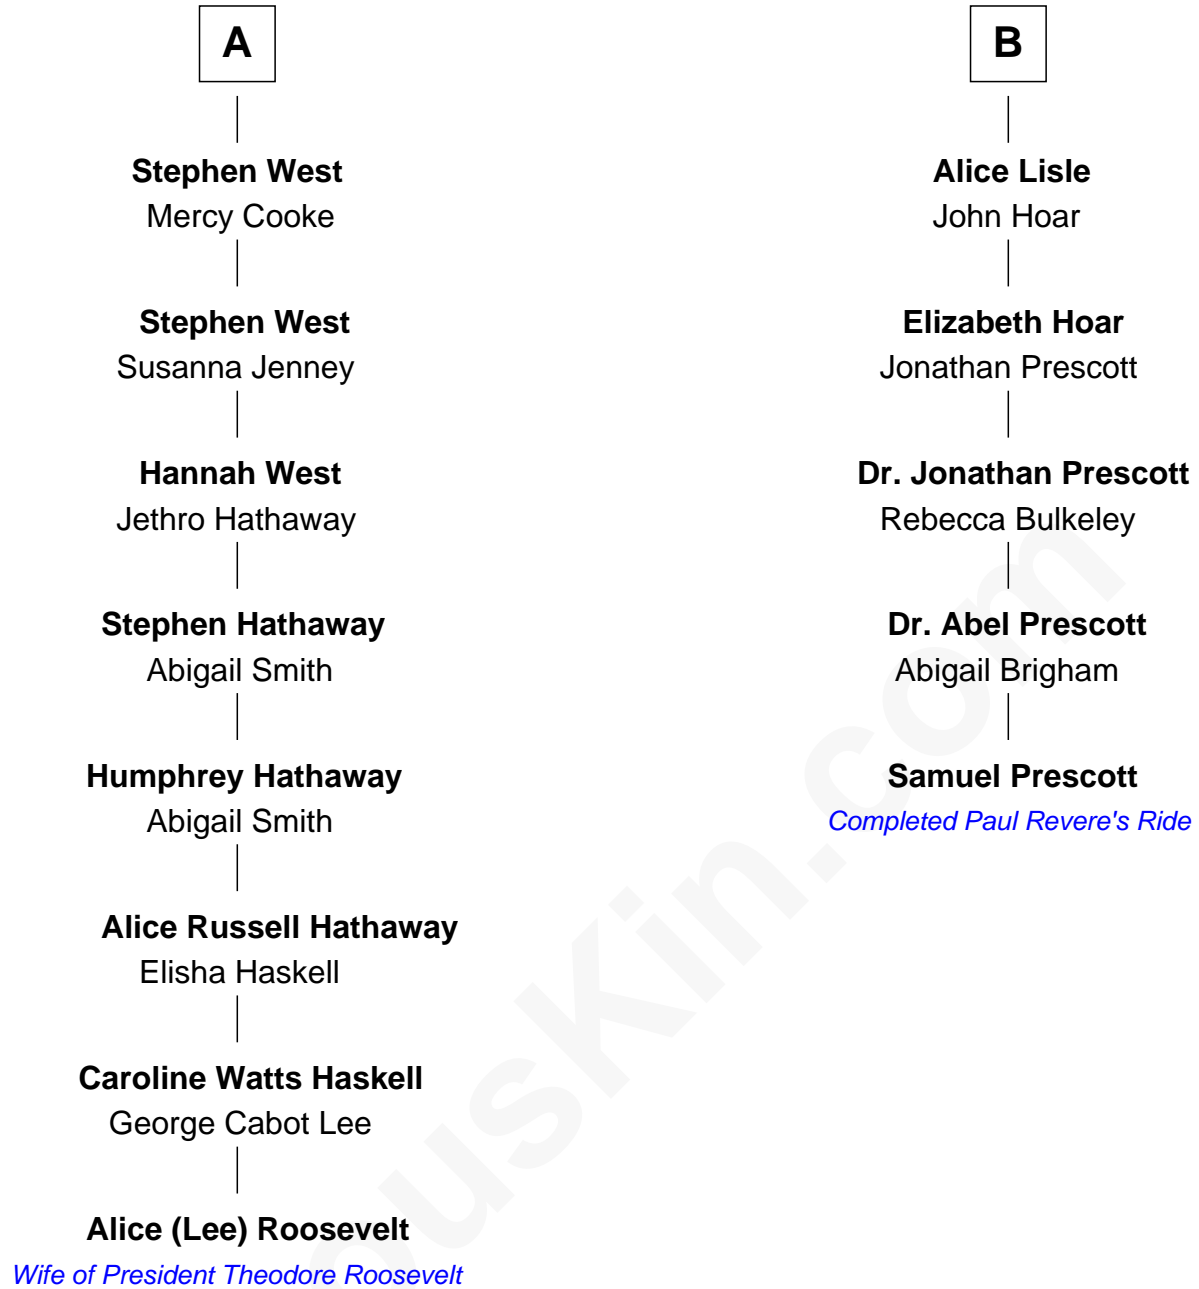 A
Stephen West
Mercy Cooke
Stephen West
Susanna Jenney
Hannah West
Jethro Hathaway
Stephen Hathaway
Abigail Smith
Humphrey Hathaway
Abigail Smith
Alice Russell Hathaway
Elisha Haskell
Caroline Watts Haskell
George Cabot Lee
Alice (Lee) Roosevelt
Wife of President Theodore Roosevelt
B
Alice Lisle
John Hoar
Elizabeth Hoar
Jonathan Prescott
Dr. Jonathan Prescott
Rebecca Bulkeley
Dr. Abel Prescott
Abigail Brigham
Samuel Prescott
Completed Paul Revere's Ride
ousKin.com